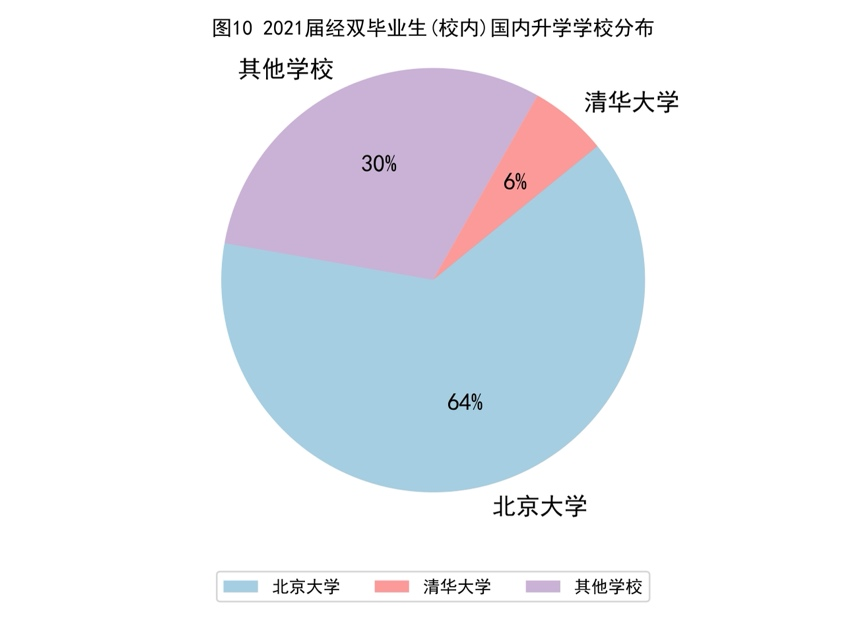 图10 2021届经双毕业生(校内)国内升学学校分布
其他学校
清华大学
30%
6%
64%
北京大学
北京大学 清华大学 其他学校